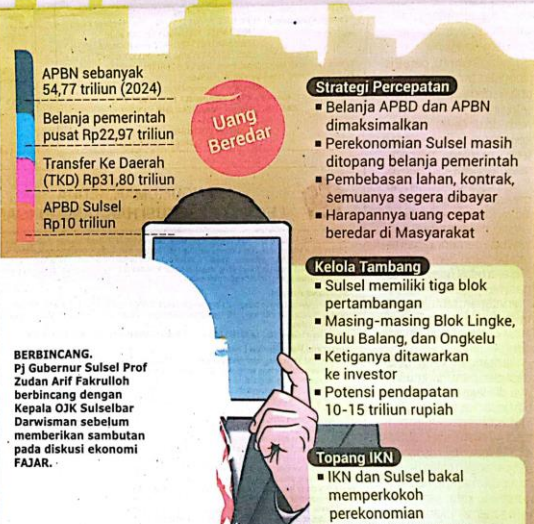 APBN sebanyak
54,77 triliun (2024)
Belanja pemerintah
pusat Rp22,97 triliun
Transfer Ke Daerah
(TKD) Rp31,80 triliun
APBD Sulsel
Rp10 triliun
Uang
Beredar
Strategi Percepatan
▪ Belanja APBD dan APBN
dimaksimalkan
▪ Perekonomian Sulsel masih
ditopang belanja pemerintah
▪ Pembebasan lahan, kontrak,
semuanya segera dibayar
▪ Harapannya uang cepat
beredar di Masyarakat
Kelola Tambang
▪ Sulsel memiliki tiga blok
pertambangan
▪ Masing-masing Blok Lingke,
Bulu Balang, dan Ongkelu
▪ Ketiganya ditawarkan
ke investor
▪ Potensi pendapatan
10-15 triliun rupiah
Topang IKN
▪ IKN dan Sulsel bakal
memperkokoh
perekonomian
BERBINCANG.
Pj Gubernur Sulsel Prof
Zudan Arif Fakrulloh
berbincang dengan
Kepala OJK Sulselbar
Darwisman sebelum
memberikan sambutan
pada diskusi ekonomi
FAJAR.